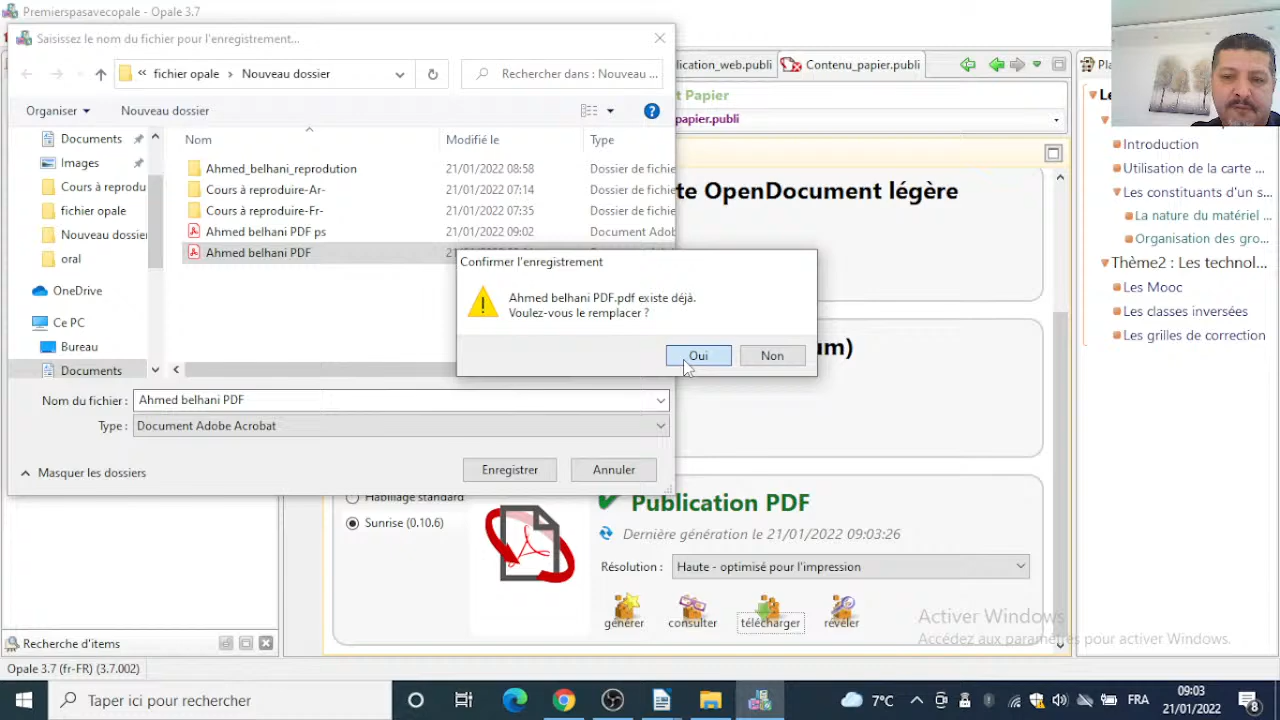 Premierspasavecopale - Opale 3.7
Saisissez le nom du fichier pour l'enregistrement...
fichier opale
Nouveau dossier
Rechercher dans : Nouveau ...
Organiser
Nouveau dossier
Nom
Modifié le
Type
Documents
Images
Cours à reprodu
fichier opale
Nouveau dossier
oral
OneDrive
Ce PC
Bureau
Documents
Ahmed_belhani_reprodution 21/01/2022 08:58 Dossier de fichie
Cours à reproduire-Ar- 21/01/2022 07:14 Dossier de fichie
Cours à reproduire-Fr- 21/01/2022 07:35 Dossier de fichie
Ahmed belhani PDF ps 21/01/2022 09:02 Document Adob
Ahmed belhani PDF
Confirmer l'enregistrement
Ahmed belhani PDF.pdf existe déjà.
Voulez-vous le remplacer ?
Oui
Non
Nom du fichier : Ahmed belhani PDF
Type : Document Adobe Acrobat
Masquer les dossiers
Enregistrer
Annuler
lication_web.publi
Contenu_papier.publi
t Papier
papier.publi
te OpenDocument légère
um)
Habillage standard
Sunrise (0.10.6)
Publication PDF
Dernière génération le 21/01/2022 09:03:26
Résolution : Haute - optimisé pour l'impression
générer
consulter
télécharger
révéler
Introduction
Utilisation de la carte ...
Les constituants d'un s...
La nature du matériel ...
Organisation des gro...
Thème2 : Les technol...
Les Mooc
Les classes inversées
Les grilles de correction
Activer Windows
Accédez aux paramètres pour activer Windows.
Recherche d'items
Opale 3.7 (fr-FR) (3.7.002)
Taper ici pour rechercher
7°C
FRA
09:03
21/01/2022
8